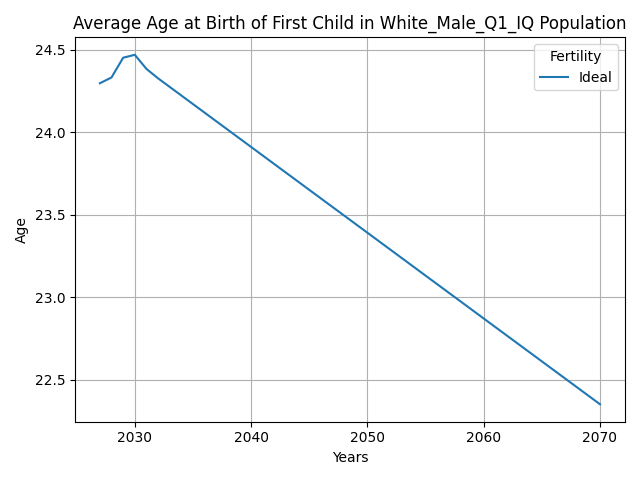 Average Age at Birth of First Child in White_Male_Q1_IQ Population
24.5
24.0
23.5
23.0
22.5
Age
Fertility
Ideal
2030 2040 2050 2060 2070
Years